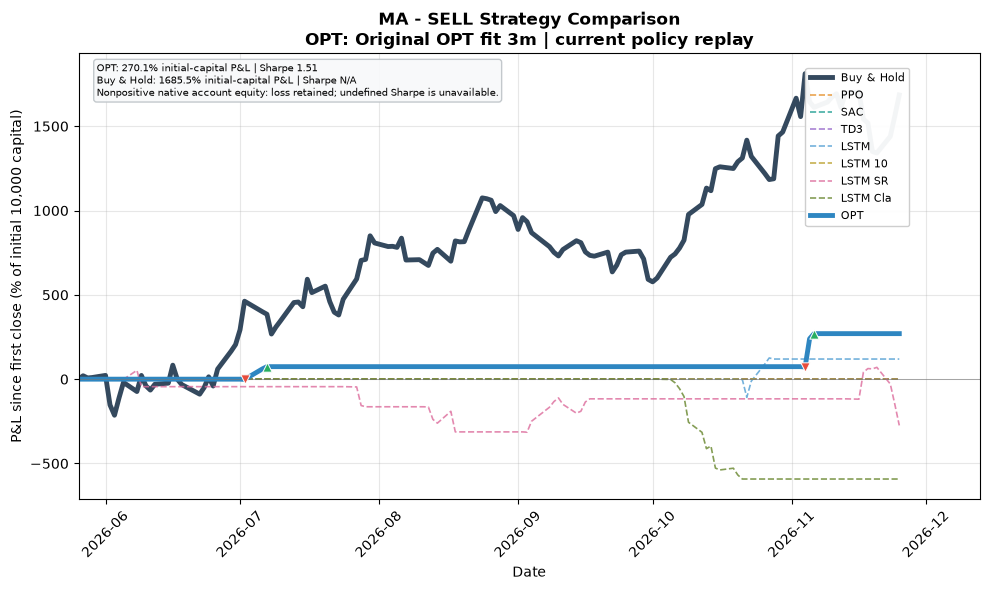 MA - SELL Strategy Comparison
OPT: Original OPT fit 3m | current policy replay
OPT: 270.1% initial-capital P&L | Sharpe 1.51
Buy & Hold: 1685.5% initial-capital P&L | Sharpe N/A
Nonpositive native account equity: loss retained; undefined Sharpe is unavailable.
Buy & Hold
PPO
SAC
TD3
LSTM
LSTM 10
LSTM SR
LSTM Cla
OPT
P&L since first close (% of initial 10,000 capital)
1500
1000
500
0
−500
2026-06
2026-07
2026-08
2026-09
2026-10
2026-11
2026-12
Date